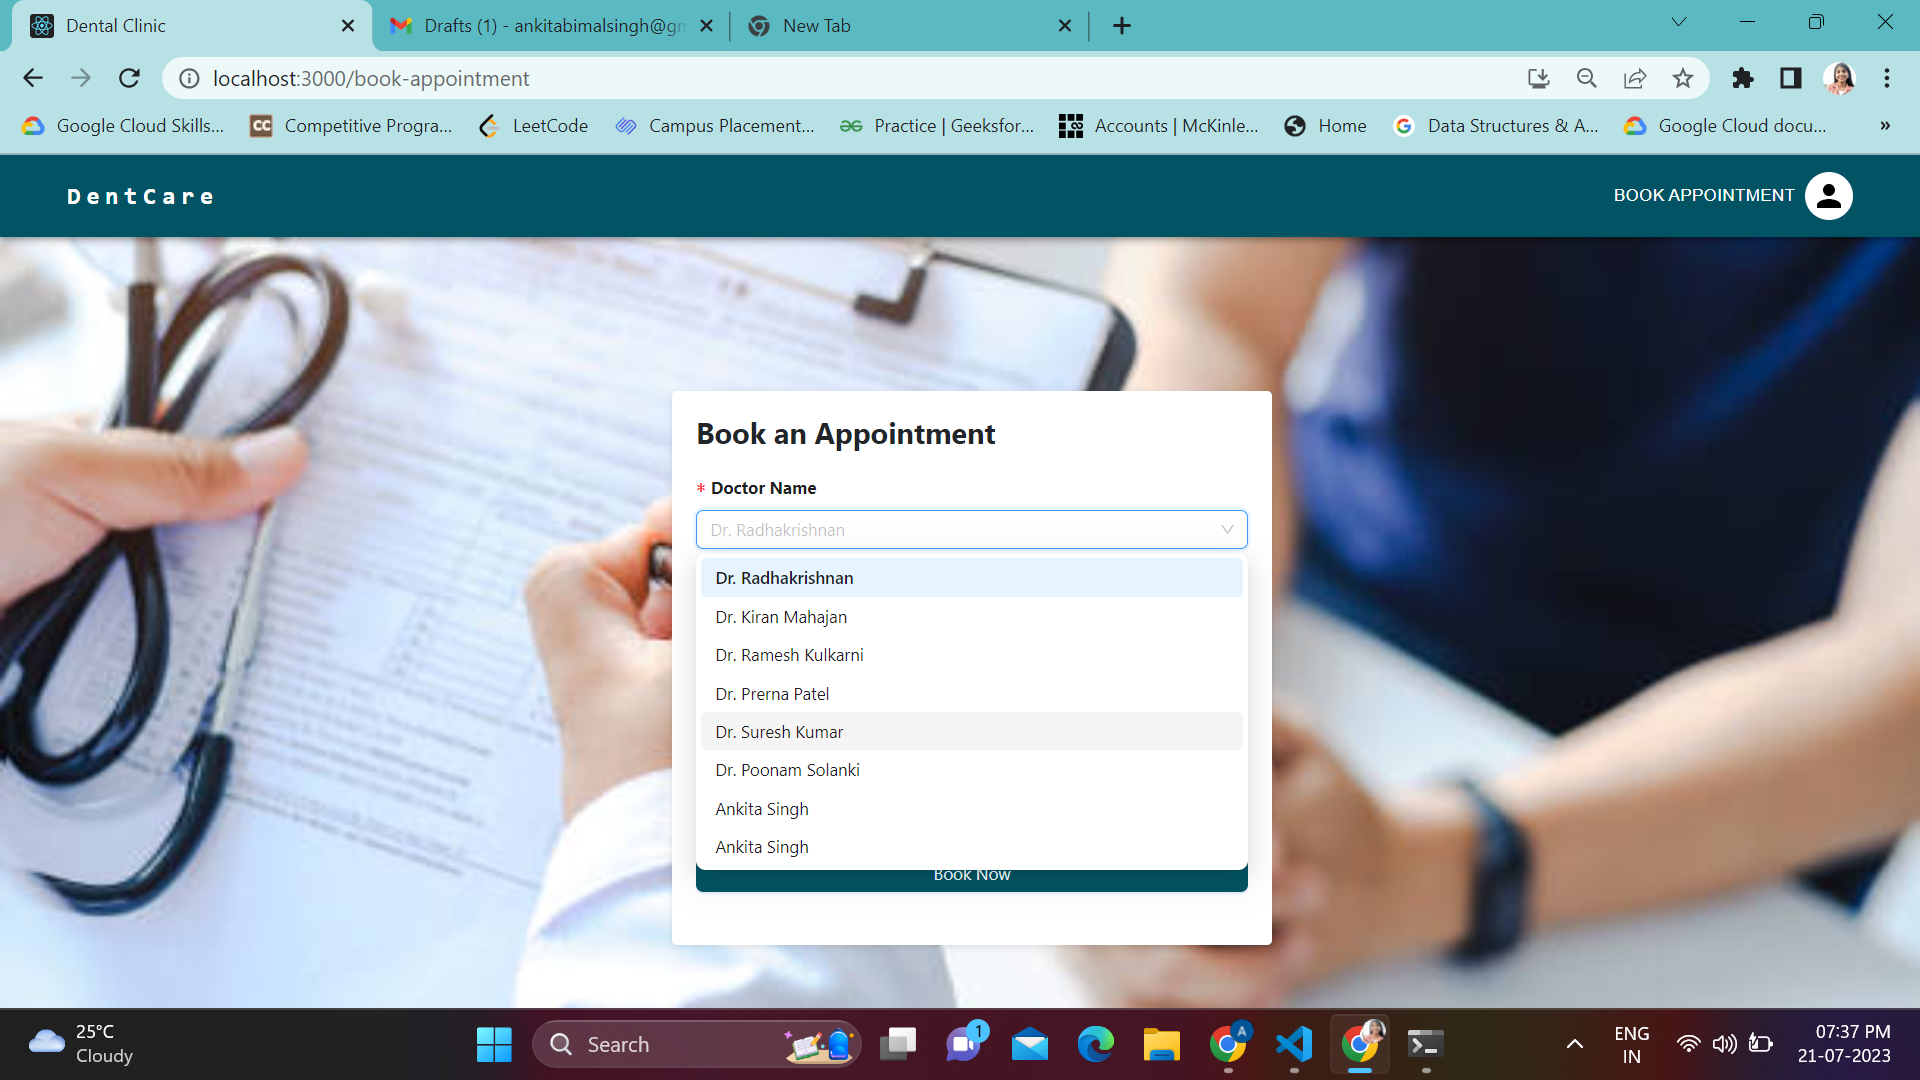 Dental Clinic
Drafts (1) - ankitabimalsingh@gm
New Tab
localhost:3000/book-appointment
Google Cloud Skills...
CC
Competitive Progra...
LeetCode
Campus Placement...
Practice | Geeksfor...
Accounts | McKinle...
Home
Data Structures & A...
Google Cloud docu...
»
DentCare
BOOK APPOINTMENT
Book an Appointment
* Doctor Name
Dr. Radhakrishnan
Dr. Radhakrishnan
Dr. Kiran Mahajan
Dr. Ramesh Kulkarni
Dr. Prerna Patel
Dr. Suresh Kumar
Dr. Poonam Solanki
Ankita Singh
Ankita Singh
Book Now
25°C
Cloudy
Search
1
A
ENG
IN
07:37 PM
21-07-2023